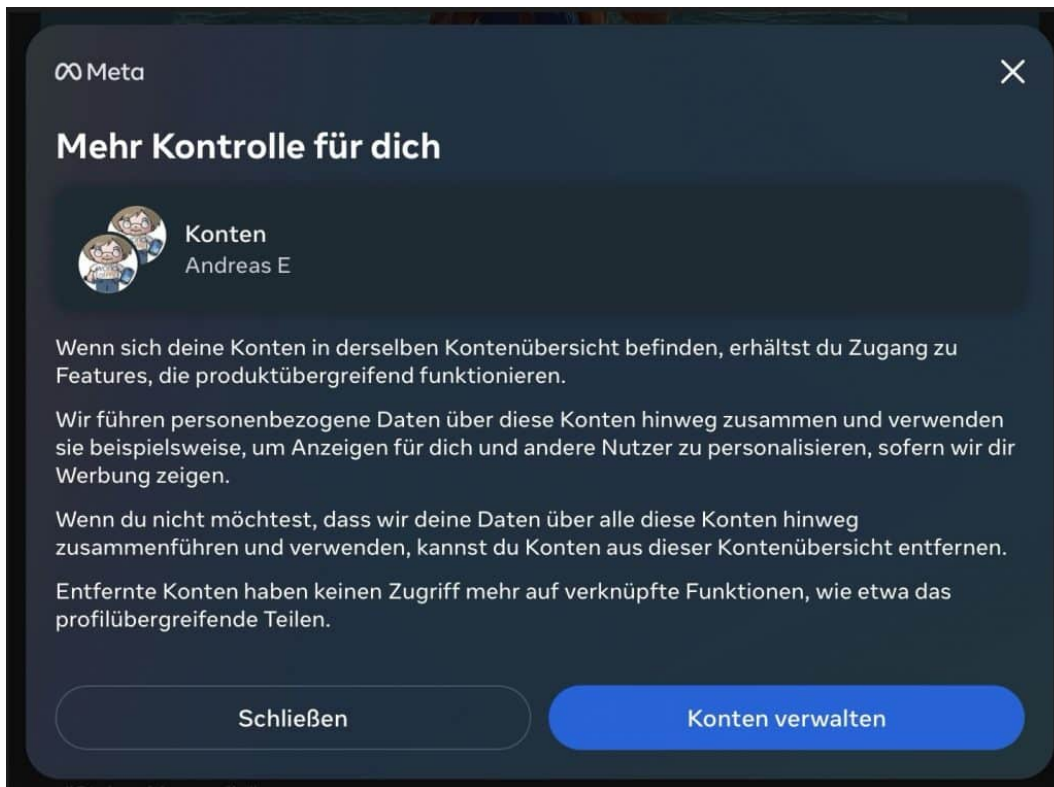 Meta
Mehr Kontrolle für dich
Konten
Andreas E
Wenn sich deine Konten in derselben Kontenübersicht befinden, erhältst du Zugang zu
Features, die produktübergreifend funktionieren.
Wir führen personenbezogene Daten über diese Konten hinweg zusammen und verwenden
sie beispielsweise, um Anzeigen für dich und andere Nutzer zu personalisieren, sofern wir dir
Werbung zeigen.
Wenn du nicht möchtest, dass wir deine Daten über alle diese Konten hinweg
zusammenführen und verwenden, kannst du Konten aus dieser Kontenübersicht entfernen.
Entfernte Konten haben keinen Zugriff mehr auf verknüpfte Funktionen, wie etwa das
profilübergreifende Teilen.
Schließen
Konten verwalten